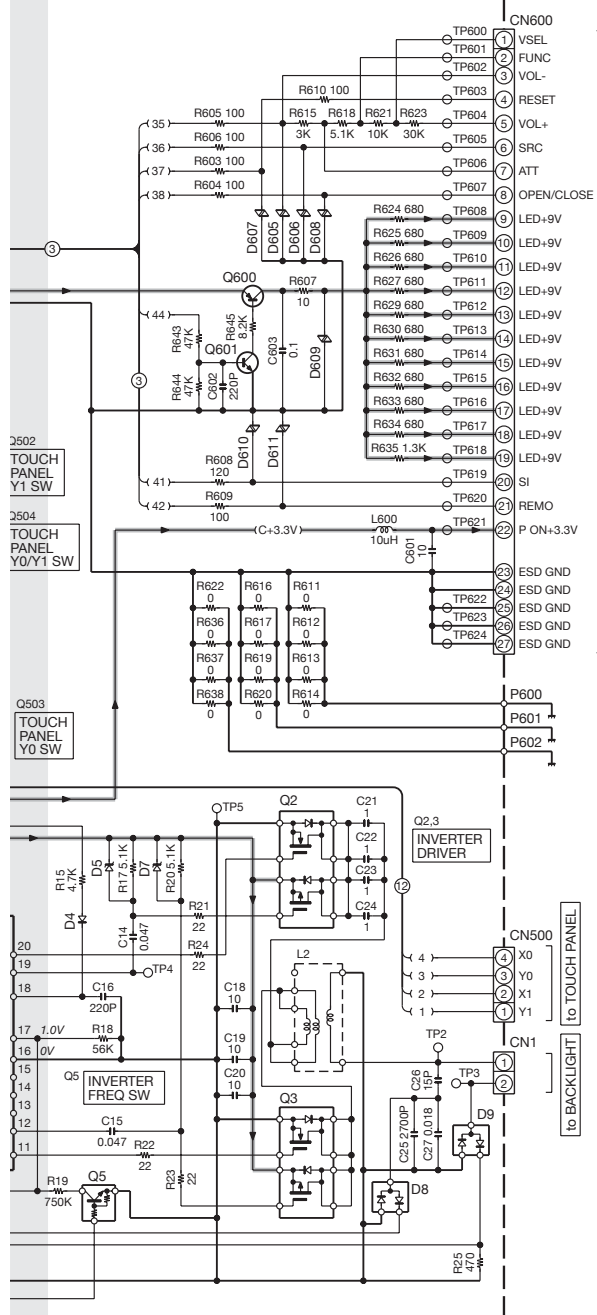 CN600
TP600 1 VSEL
TP601 2 FUNC
TP602 3 VOL-
R610 100 TP603 4 RESET
35 R605 100 R615 3K R618 5.1K R621 10K R623 30K TP604 5 VOL+
36 R606 100 TP605 6 SRC
37 R603 100 TP606 7 ATT
38 R604 100 TP607 8 OPEN/CLOSE
D607 D605 D606 D608
R624 680 TP608 9 LED+9V
R625 680 TP609 10 LED+9V
3
R626 680 TP610 11 LED+9V
Q600 R607 10
R627 680 TP611 12 LED+9V
R629 680 TP612 13 LED+9V
44
R643 47K R645 8.2K
R630 680 TP613 14 LED+9V
Q601 C603 0.1 D609
R631 680 TP614 15 LED+9V
3
R644 47K C602 220P
R632 680 TP615 16 LED+9V
R633 680 TP616 17 LED+9V
R634 680 TP617 18 LED+9V
D610 D611
R635 1.3K TP618 19 LED+9V
Q502
TOUCH
PANEL
Y1 SW
41 R608 120 TP619 20 SI
42 R609 100 TP620 21 REMO
Q504
TOUCH
PANEL
Y0/Y1 SW
(C+3.3V) L600 10uH TP621 22 P ON+3.3V
C601 10
23 ESD GND
24 ESD GND
TP622 25 ESD GND
TP623 26 ESD GND
TP624 27 ESD GND
R622 0 R616 0 R611 0
R636 0 R617 0 R612 0
R637 0 R619 0 R613 0
R638 0 R620 0 R614 0
P600
P601
P602
Q503
TOUCH
PANEL
Y0 SW
TP5 Q2 C21 1
C22 1
C23 1
C24 1
Q2,3
INVERTER
DRIVER
R15 4.7K D5 R17 5.1K D7 R20 5.1K
D4
12
R21 22
C14 0.047
R24 22
20
19 TP4
18 C16 220P
17 1.0V R18 56K
16 0V
15
14
13
12 C15 0.047
11 R22 22
Q5
INVERTER
FREQ SW
C18 10
C19 10
C20 10
L2
Q3
R23 22
R19 750K Q5
CN500
4 4 X0
3 3 Y0
2 2 X1
1 1 Y1
to TOUCH PANEL
CN1
TP2 1
TP3 2
to BACKLIGHT
C26 15P
C25 2700P C27 0.018
D9
D8
R25 470